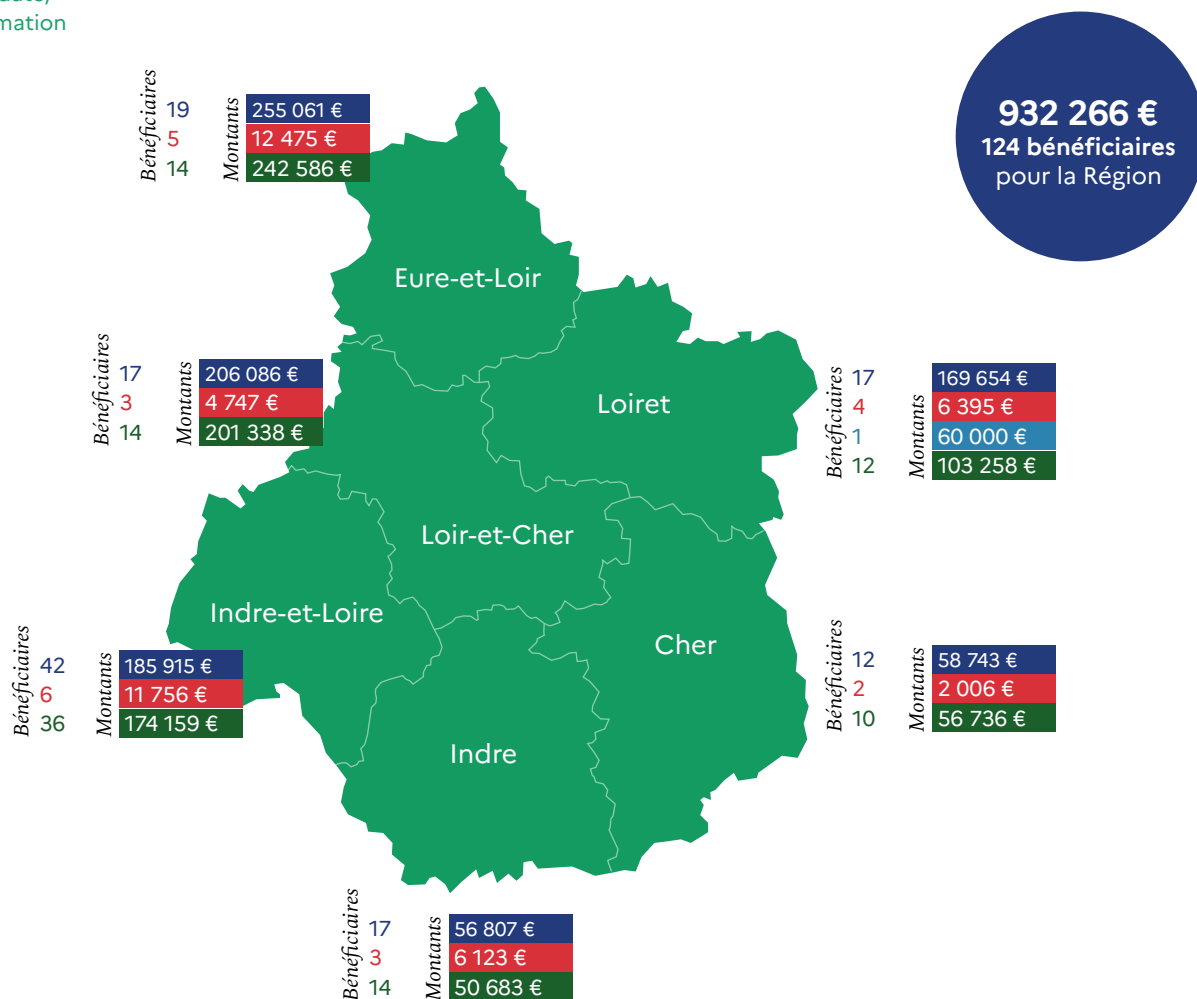 mation
932 266 €
124 bénéficiaires
pour la Région
Bénéficiaires
19
5
14
Montants
255 061 €
12 475 €
242 586 €
Eure-et-Loir
Bénéficiaires
17
3
14
Montants
206 086 €
4 747 €
201 338 €
Loiret
Bénéficiaires
17
4
1
12
Montants
169 654 €
6 395 €
60 000 €
103 258 €
Loir-et-Cher
Indre-et-Loire
Bénéficiaires
42
6
36
Montants
185 915 €
11 756 €
174 159 €
Cher
Bénéficiaires
12
2
10
Montants
58 743 €
2 006 €
56 736 €
Indre
Bénéficiaires
17
3
14
Montants
56 807 €
6 123 €
50 683 €